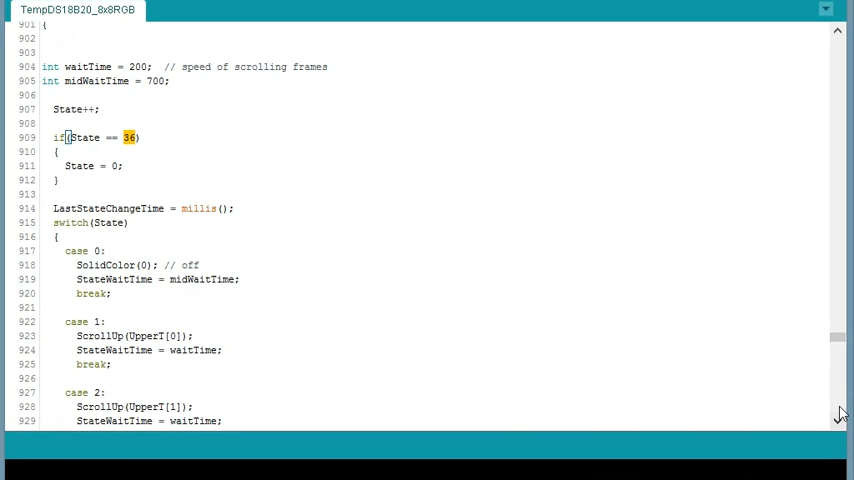 TempDS18B20_8x8RGB
901 {
902
903
904 int waitTime = 200;  // speed of scrolling frames
905 int midWaitTime = 700;
906
907   State++;
908
909   if(State == 36)
910   {
911     State = 0;
912   }
913
914   LastStateChangeTime = millis();
915   switch(State)
916   {
917     case 0:
918       SolidColor(0); // off
919       StateWaitTime = midWaitTime;
920       break;
921
922     case 1:
923       ScrollUp(UpperT[0]);
924       StateWaitTime = waitTime;
925       break;
926
927     case 2:
928       ScrollUp(UpperT[1]);
929       StateWaitTime = waitTime;